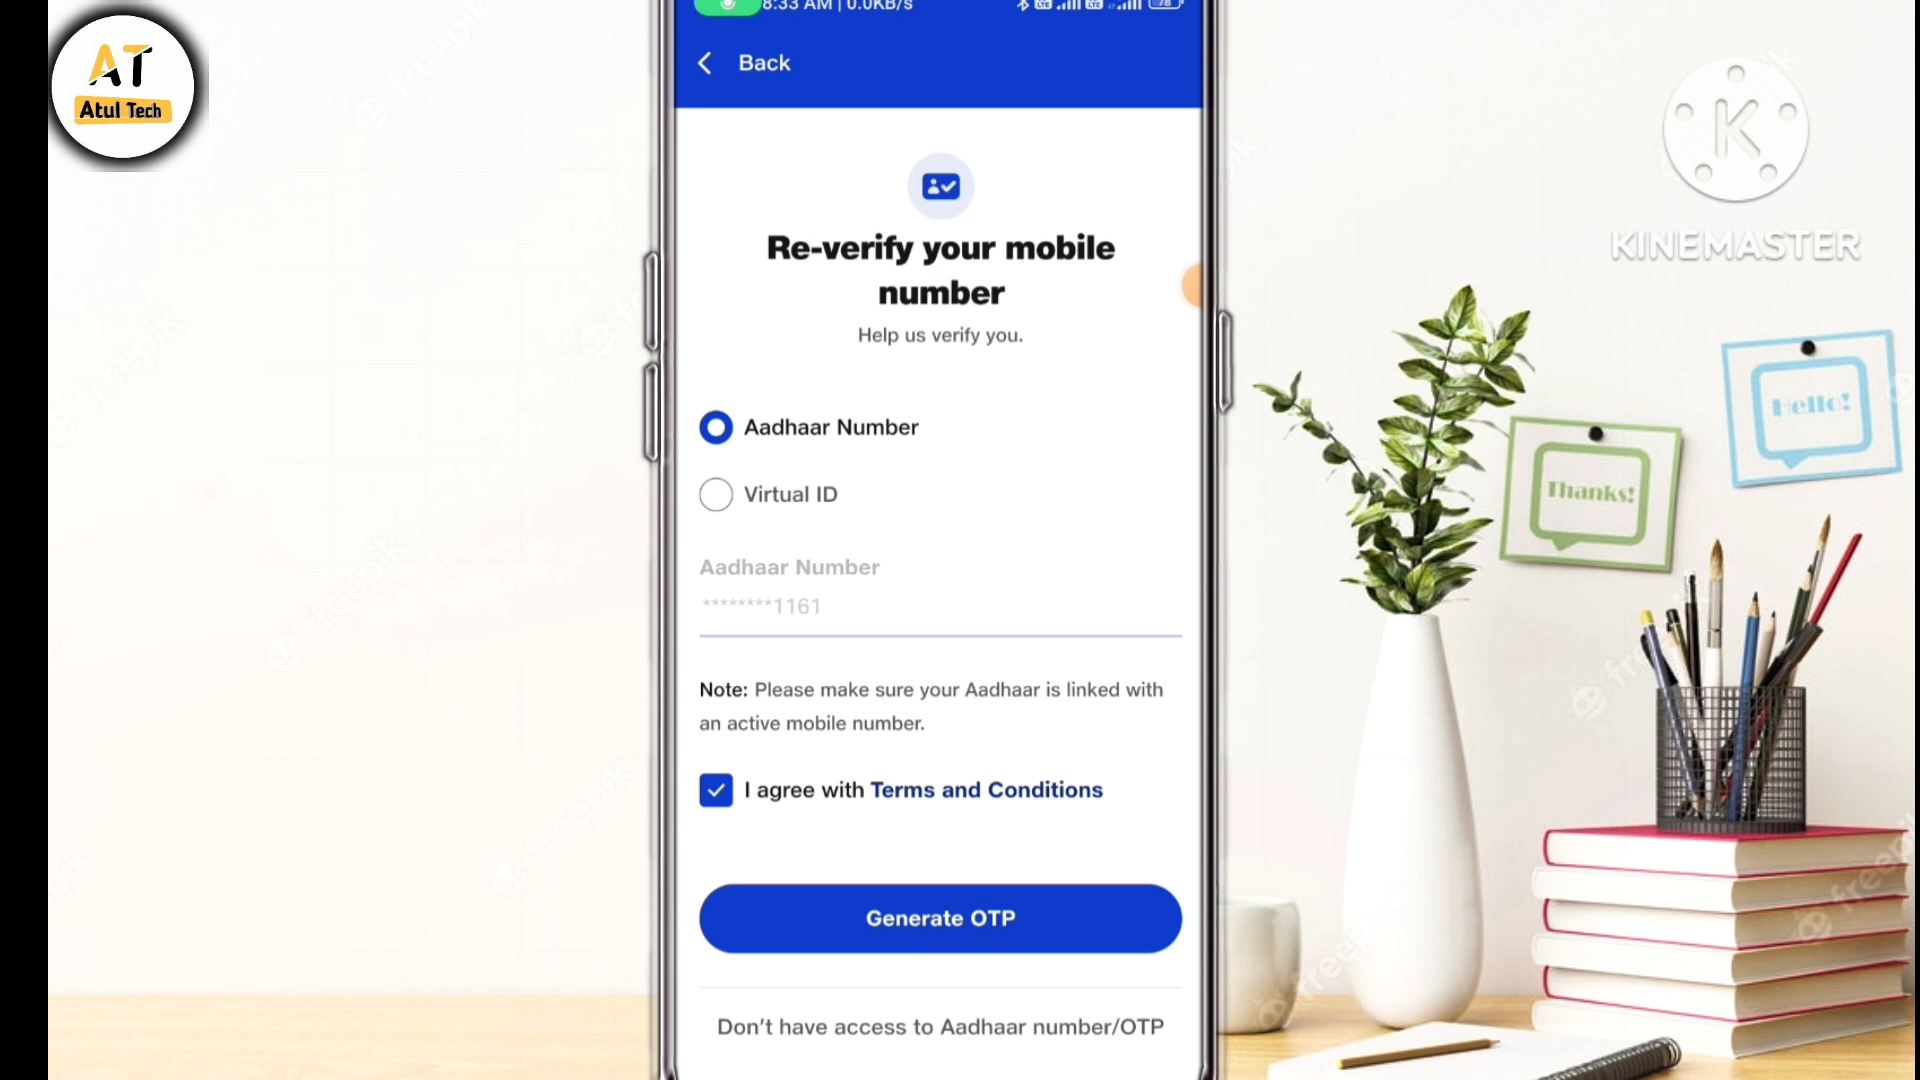 AT
Atul Tech
8:33 AM | 0.0KB/s
78
Back
Re-verify your mobile
number
Help us verify you.
Aadhaar Number
Virtual ID
Aadhaar Number
********1161
Note: Please make sure your Aadhaar is linked with
an active mobile number.
I agree with Terms and Conditions
Generate OTP
Don't have access to Aadhaar number/OTP
K
KINEMASTER
Hello!
Thanks!
freepik